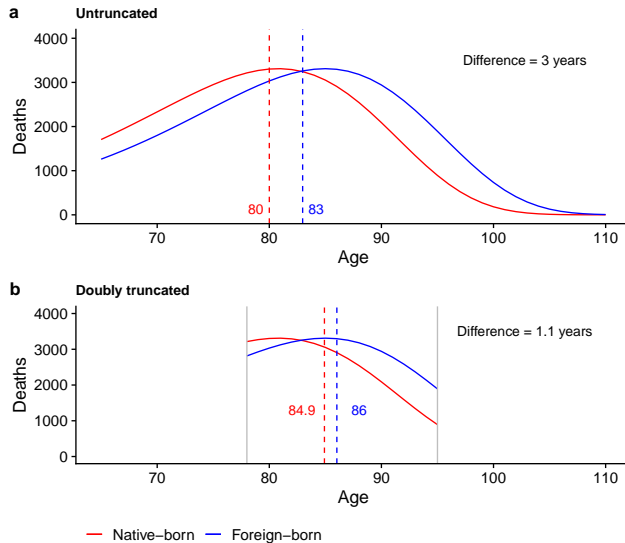 a
Untruncated
4000
3000
2000
1000
0
Deaths
Difference = 3 years
80
83
70
80
90
100
110
Age
b
Doubly truncated
4000
3000
2000
1000
0
Deaths
Difference = 1.1 years
84.9
86
70
80
90
100
110
Age
Native−born
Foreign−born